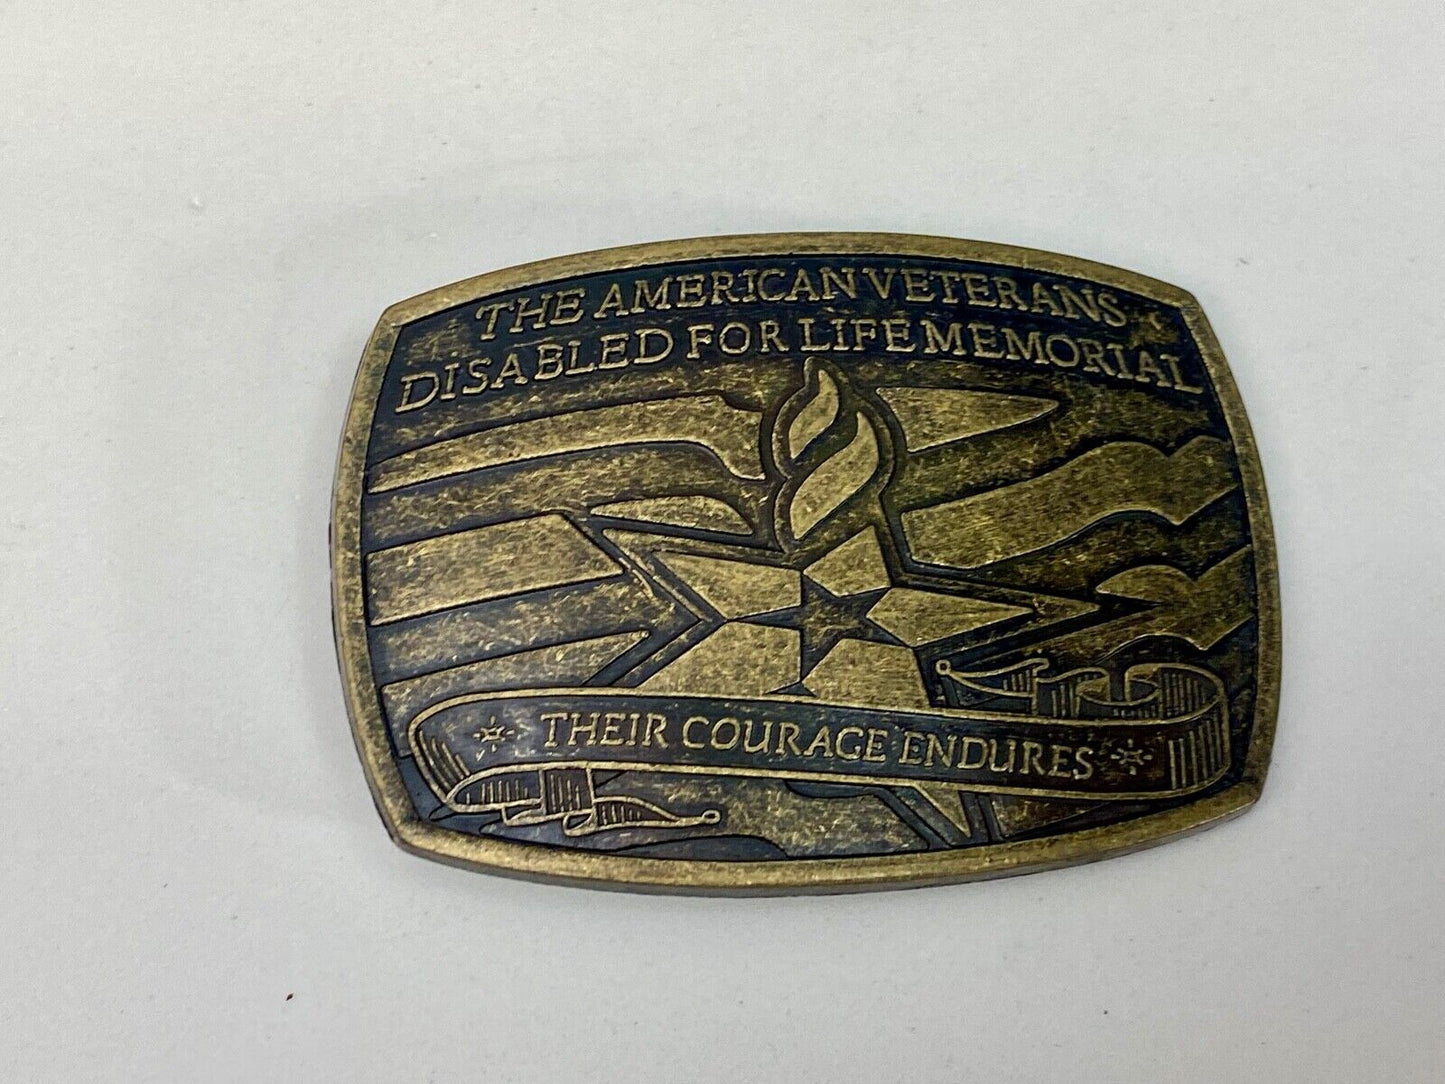 THE AMERICAN VETERANS
DISABLED FOR LIFE MEMORIAL
THEIR COURAGE ENDURES